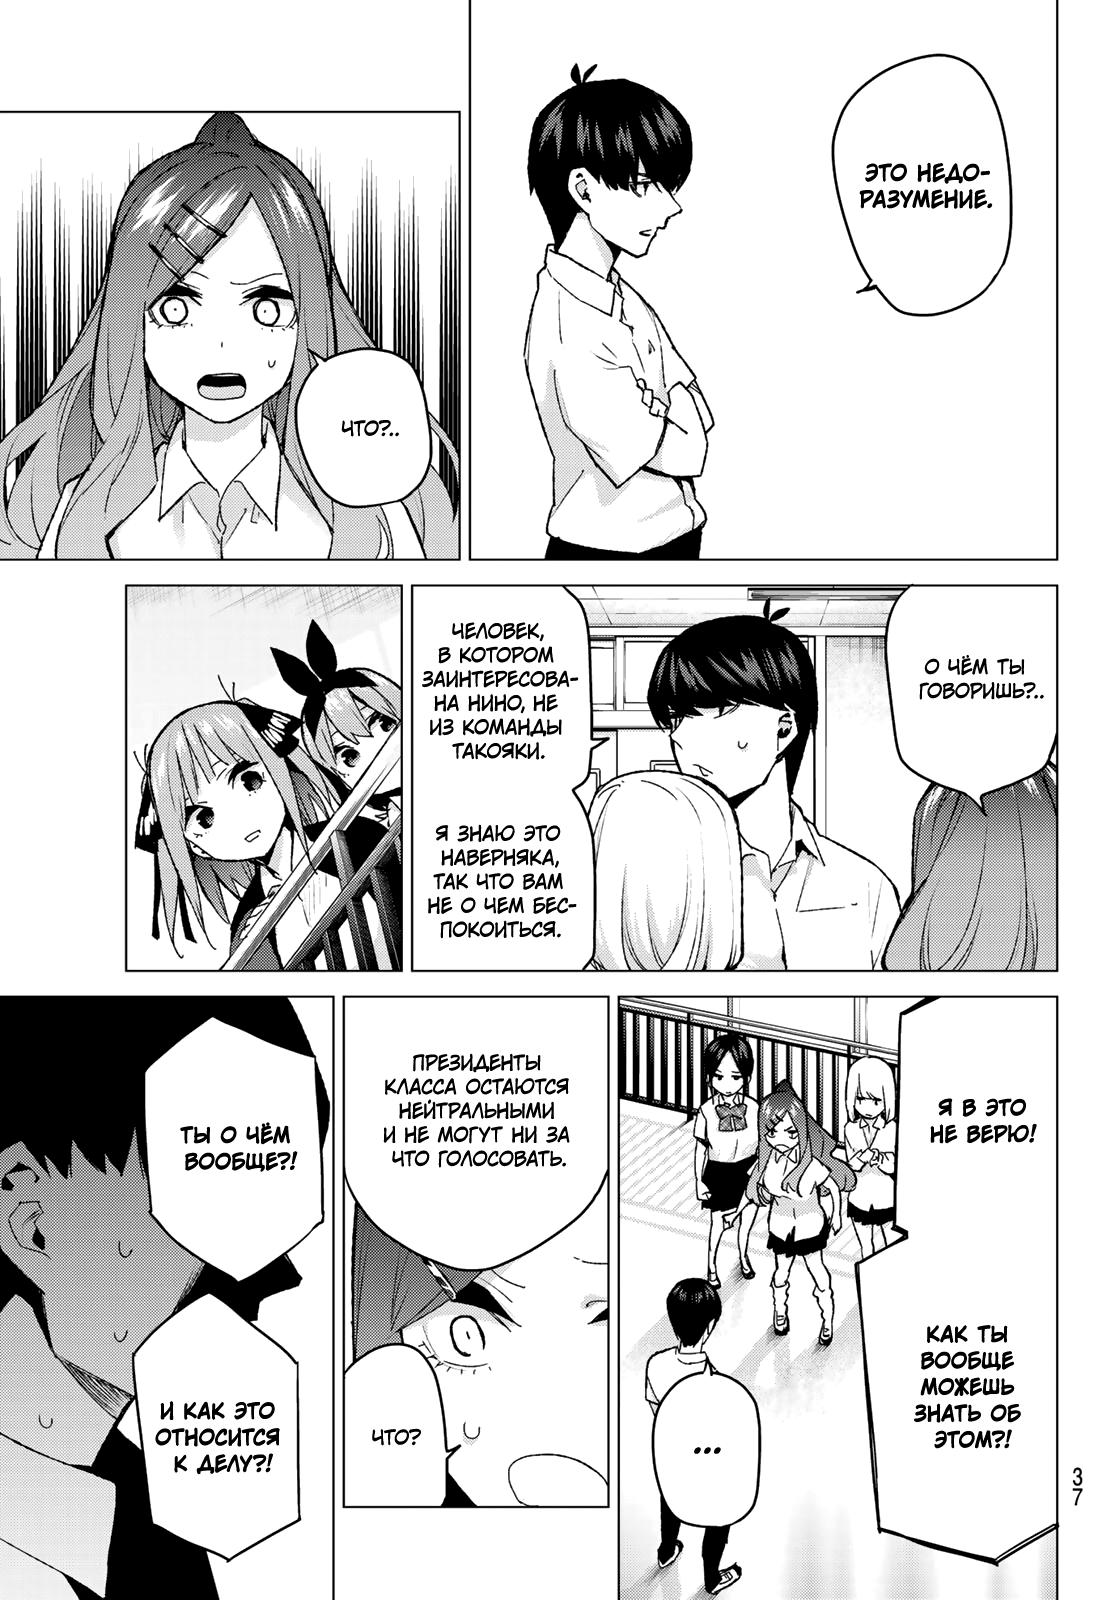 ЭТО НЕДО-
РАЗУМЕНИЕ.
ЧТО?..
О ЧЁМ ТЫ
ГОВОРИШЬ?..
ЧЕЛОВЕК,
В КОТОРОМ
ЗАИНТЕРЕСОВА-
НА НИНО, НЕ
ИЗ КОМАНДЫ
ТАКОЯКИ.
Я ЗНАЮ ЭТО
НАВЕРНЯКА,
ТАК ЧТО ВАМ
НЕ О ЧЕМ БЕС-
ПОКОИТЬСЯ.
Я В ЭТО
НЕ ВЕРЮ!
КАК ТЫ
ВООБЩЕ
МОЖЕШЬ
ЗНАТЬ ОБ
ЭТОМ?!
...
ПРЕЗИДЕНТЫ
КЛАССА ОСТАЮТСЯ
НЕЙТРАЛЬНЫМИ
И НЕ МОГУТ НИ ЗА
ЧТО ГОЛОСОВАТЬ.
ЧТО?
ТЫ О ЧЁМ
ВООБЩЕ?!
И КАК ЭТО
ОТНОСИТСЯ
К ДЕЛУ?!
37